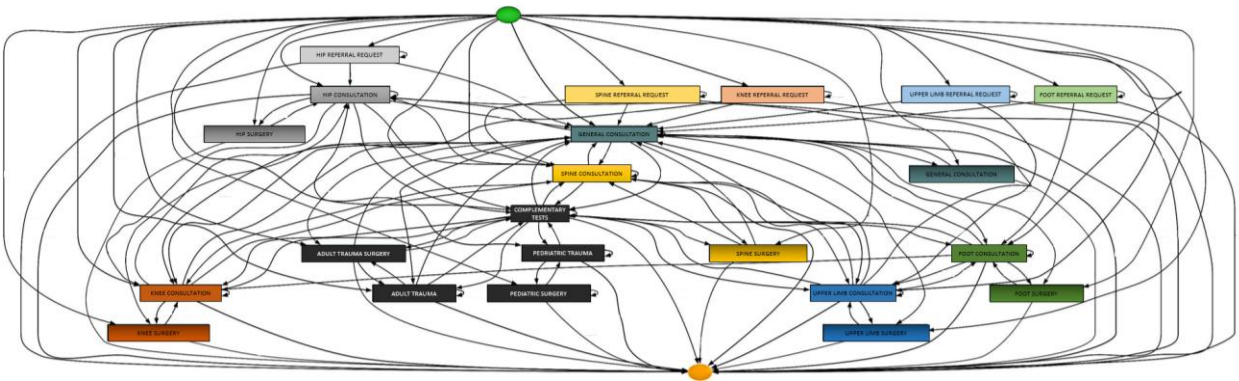 HIP REFERRAL REQUEST
HIP CONSULTATION
SPINE REFERRAL REQUEST
KNEE REFERRAL REQUEST
UPPER LIMB REFERRAL REQUEST
FOOT REFERRAL REQUEST
HIP SURGERY
GENERAL CONSULTATION
SPINE CONSULTATION
GENERAL CONSULTATION
COMPLEMENTARY
TESTS
ADULT TRAUMA SURGERY
PEDRIATRIC TRAUMA
SPINE SURGERY
FOOT CONSULTATION
KNEE CONSULTATION
ADULT TRAUMA
PEDIATRIC SURGERY
UPPER LIMB CONSULTATION
FOOT SURGERY
KNEE SURGERY
UPPER LIMB SURGERY